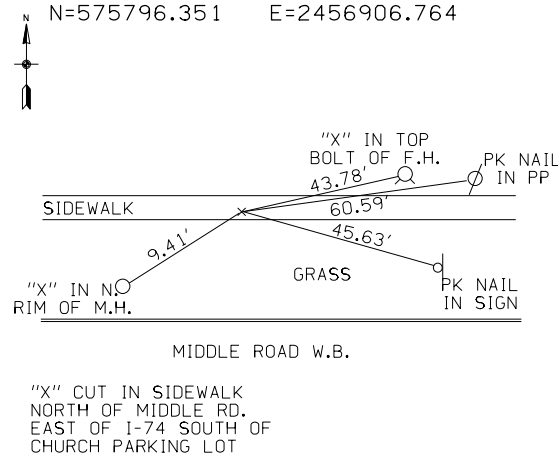 N=575796.351 E=2456906.764
N
"X" IN TOP
BOLT OF F.H.
PK NAIL
IN PP
43.78'
60.59'
SIDEWALK
9.41'
45.63'
GRASS
"X" IN N.
RIM OF M.H.
PK NAIL
IN SIGN
MIDDLE ROAD W.B.
"X" CUT IN SIDEWALK
NORTH OF MIDDLE RD.
EAST OF I-74 SOUTH OF
CHURCH PARKING LOT